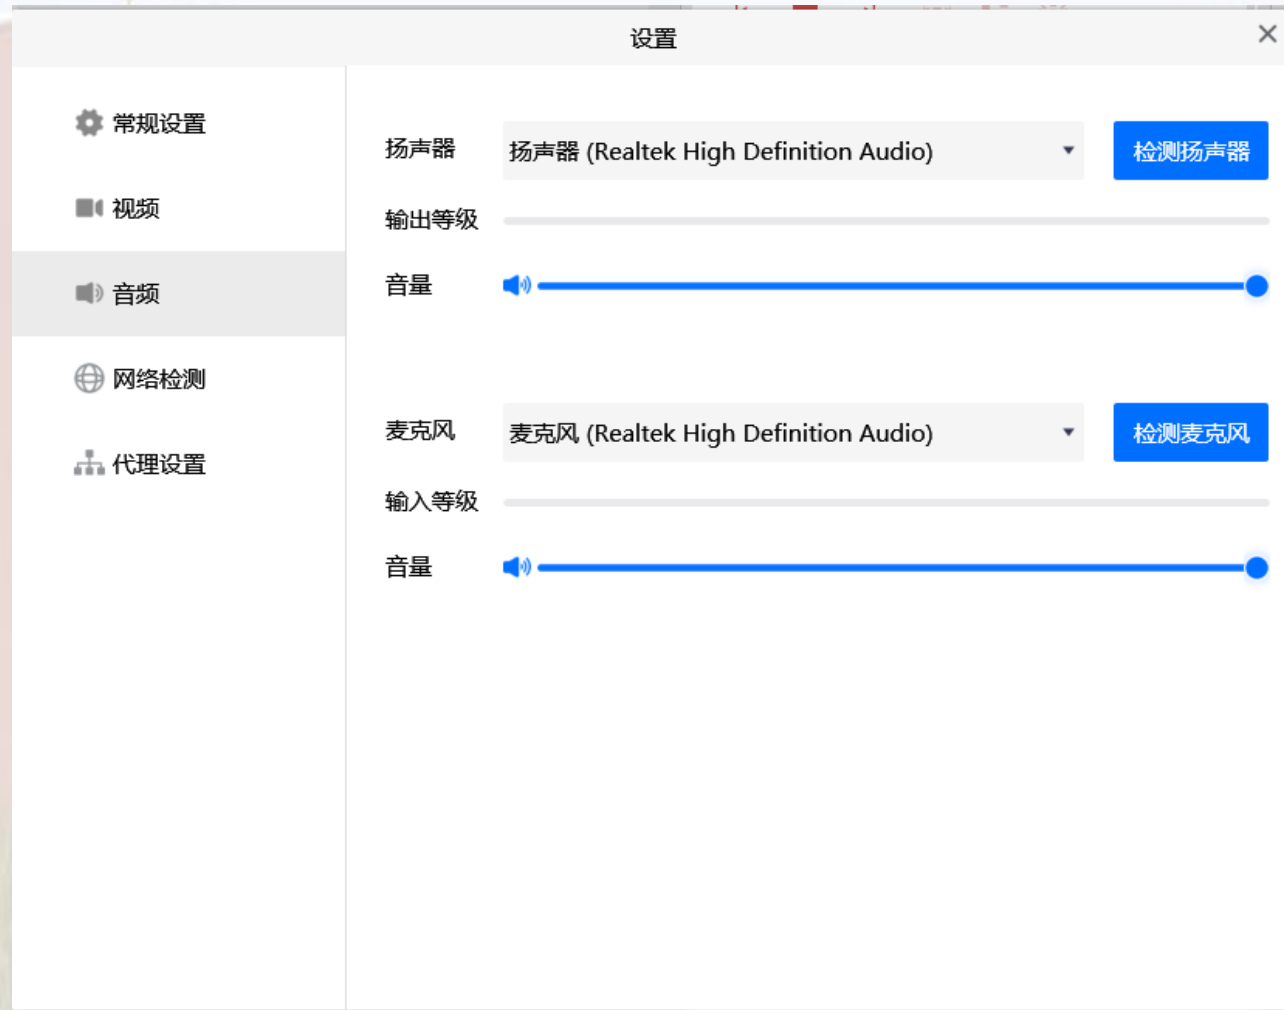 设置
常规设置
视频
音频
网络检测
代理设置
扬声器 扬声器 (Realtek High Definition Audio) 检测扬声器
输出等级
音量
麦克风 麦克风 (Realtek High Definition Audio) 检测麦克风
输入等级
音量